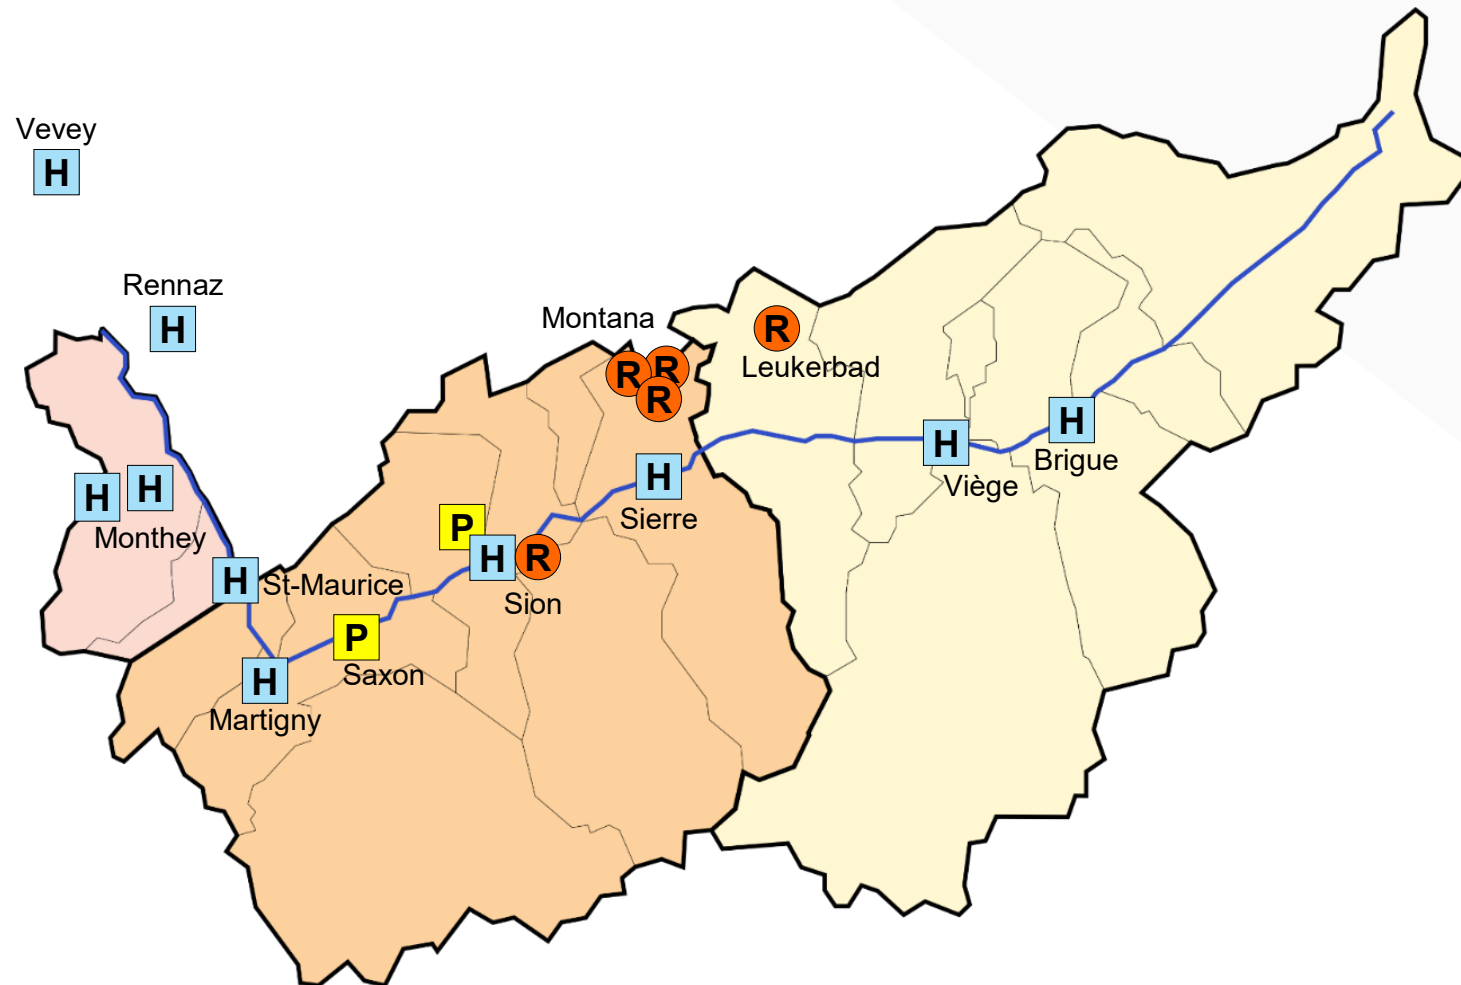 Vevey
H
Rennaz
H
Montana
R
R
R
R
Leukerbad
H
Brigue
H
Viège
H
Sierre
H
H
Monthey
P
H
R
Sion
H
St-Maurice
P
Saxon
H
Martigny